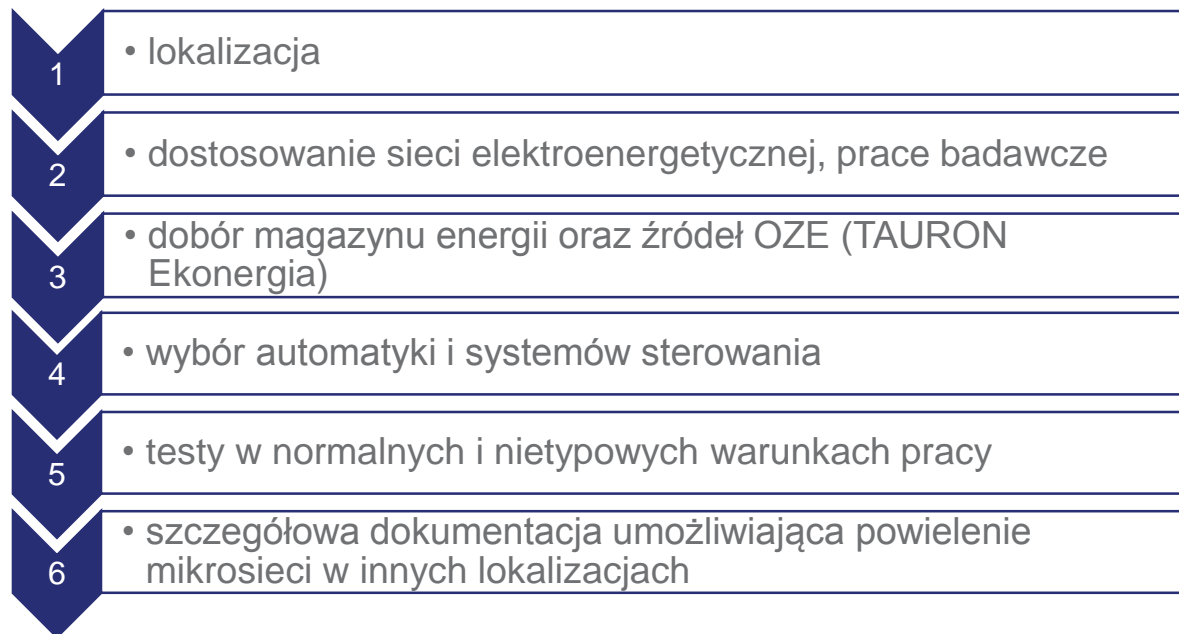 1
• lokalizacja
2
• dostosowanie sieci elektroenergetycznej, prace badawcze
3
• dobór magazynu energii oraz źródeł OZE (TAURON
Ekonergia)
4
• wybór automatyki i systemów sterowania
5
• testy w normalnych i nietypowych warunkach pracy
6
• szczegółowa dokumentacja umożliwiająca powielenie
mikrosieci w innych lokalizacjach